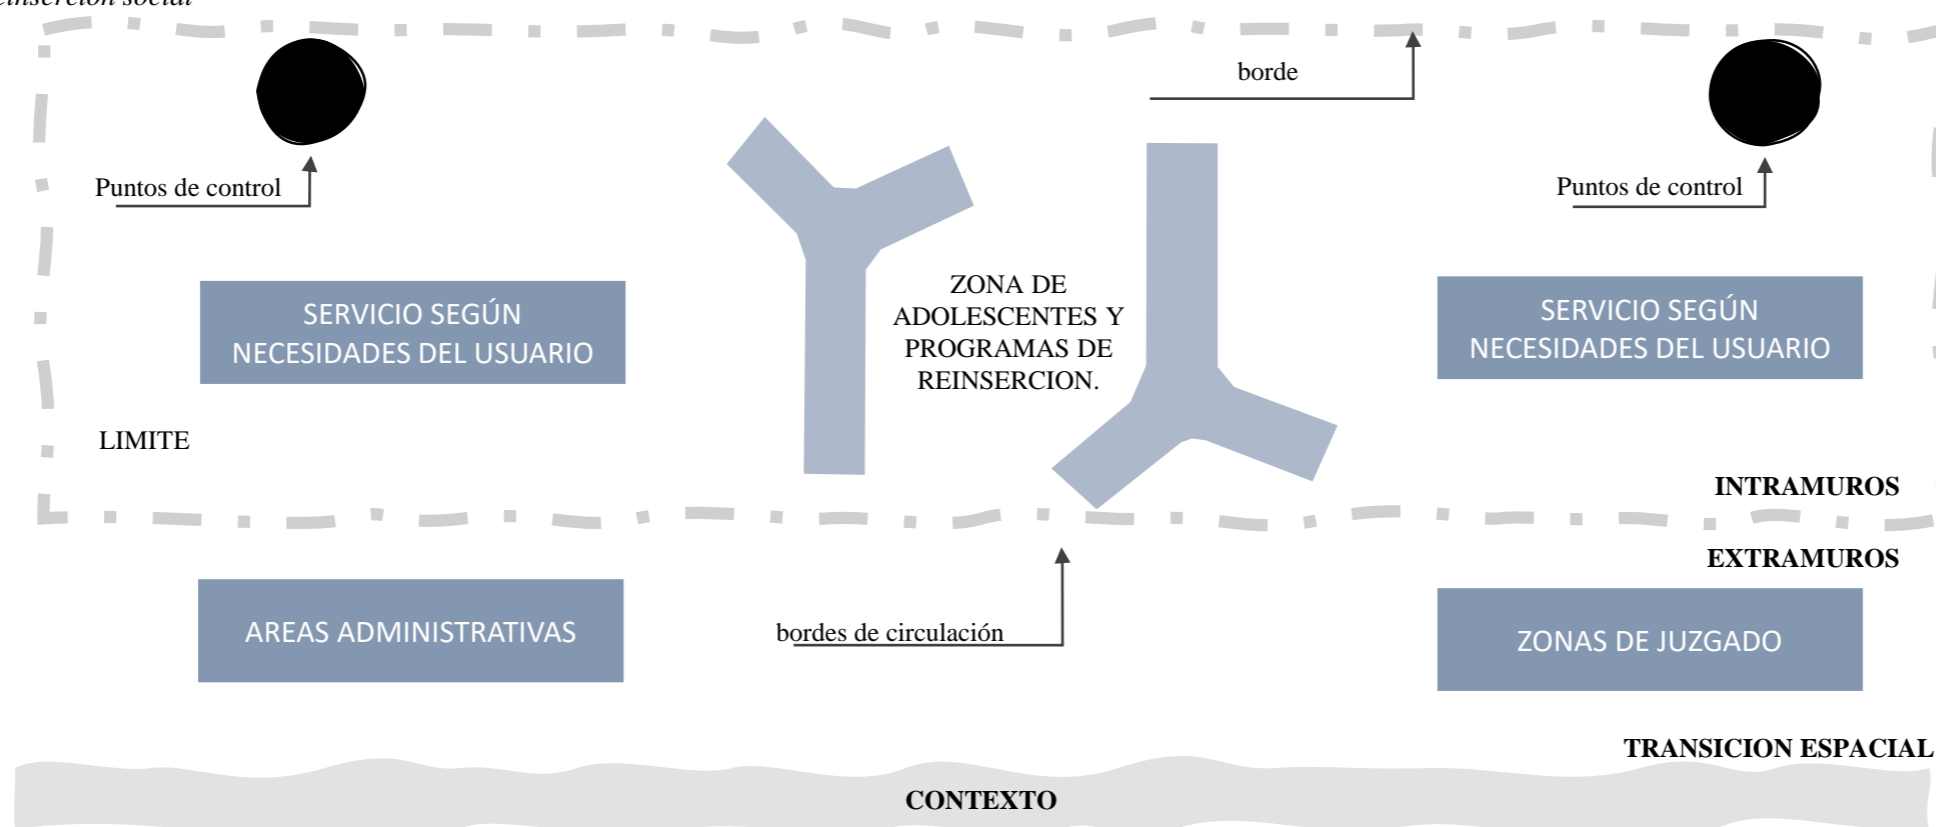 borde
Puntos de control
Puntos de control
SERVICIO SEGÚN
NECESIDADES DEL USUARIO
ZONA DE
ADOLESCENTES Y
PROGRAMAS DE
REINSERCION.
SERVICIO SEGÚN
NECESIDADES DEL USUARIO
LIMITE
INTRAMUROS
EXTRAMUROS
AREAS ADMINISTRATIVAS
bordes de circulación
ZONAS DE JUZGADO
TRANSICION ESPACIAL
CONTEXTO